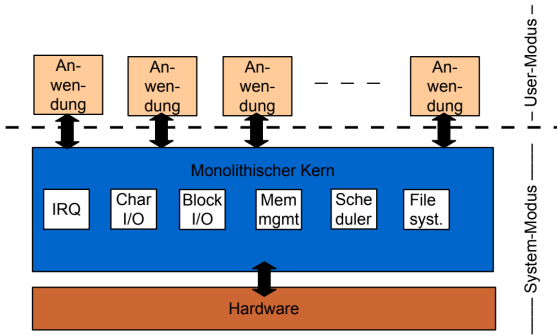 An-
wen-
dung
An-
wen-
dung
An-
wen-
dung
An-
wen-
dung
User-Modus
Monolithischer Kern
IRQ
Char
I/O
Block
I/O
Mem
mgmt
Sche
duler
File
syst.
System-Modus
Hardware